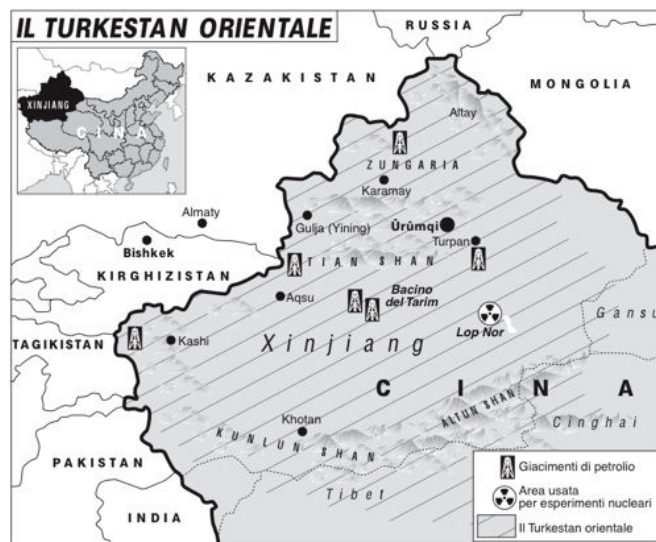 IL TURKESTAN ORIENTALE
XINJIANG
CINA
RUSSIA
KAZAKISTAN
MONGOLIA
Altay
ZUNGARIA
Karamay
Almaty
Gulja (Yining)
Ürümqi
Bishkek
Turpan
KIRGHIZISTAN
TIAN SHAN
Aqsu
Bacino
del Tarim
Lop Nor
Gansu
TAGIKISTAN
Kashi
Xinjiang
CINA
ALTUN SHAN
Khotan
Cinghai
KUNLUN SHAN
PAKISTAN
Tibet
INDIA
Giacimenti di petrolio
Area usata
per esperimenti nucleari
Il Turkestan orientale